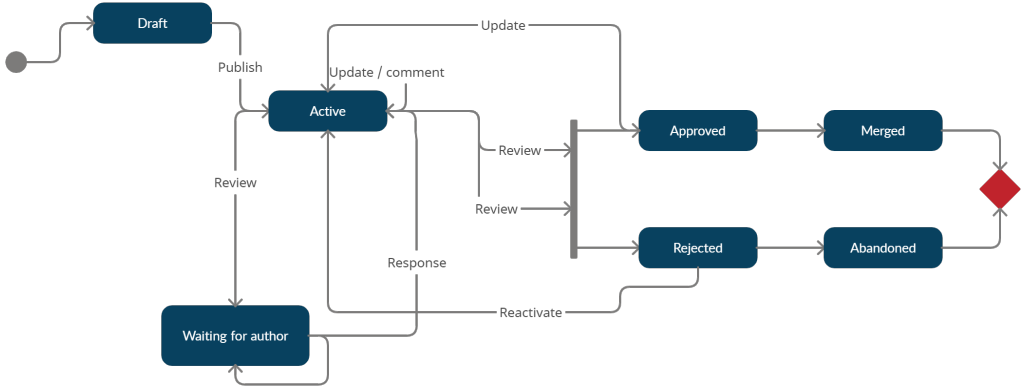 Draft
Update
Publish
Update / comment
Active
Approved
Merged
Review
Review
Review
Rejected
Abandoned
Response
Reactivate
Waiting for author